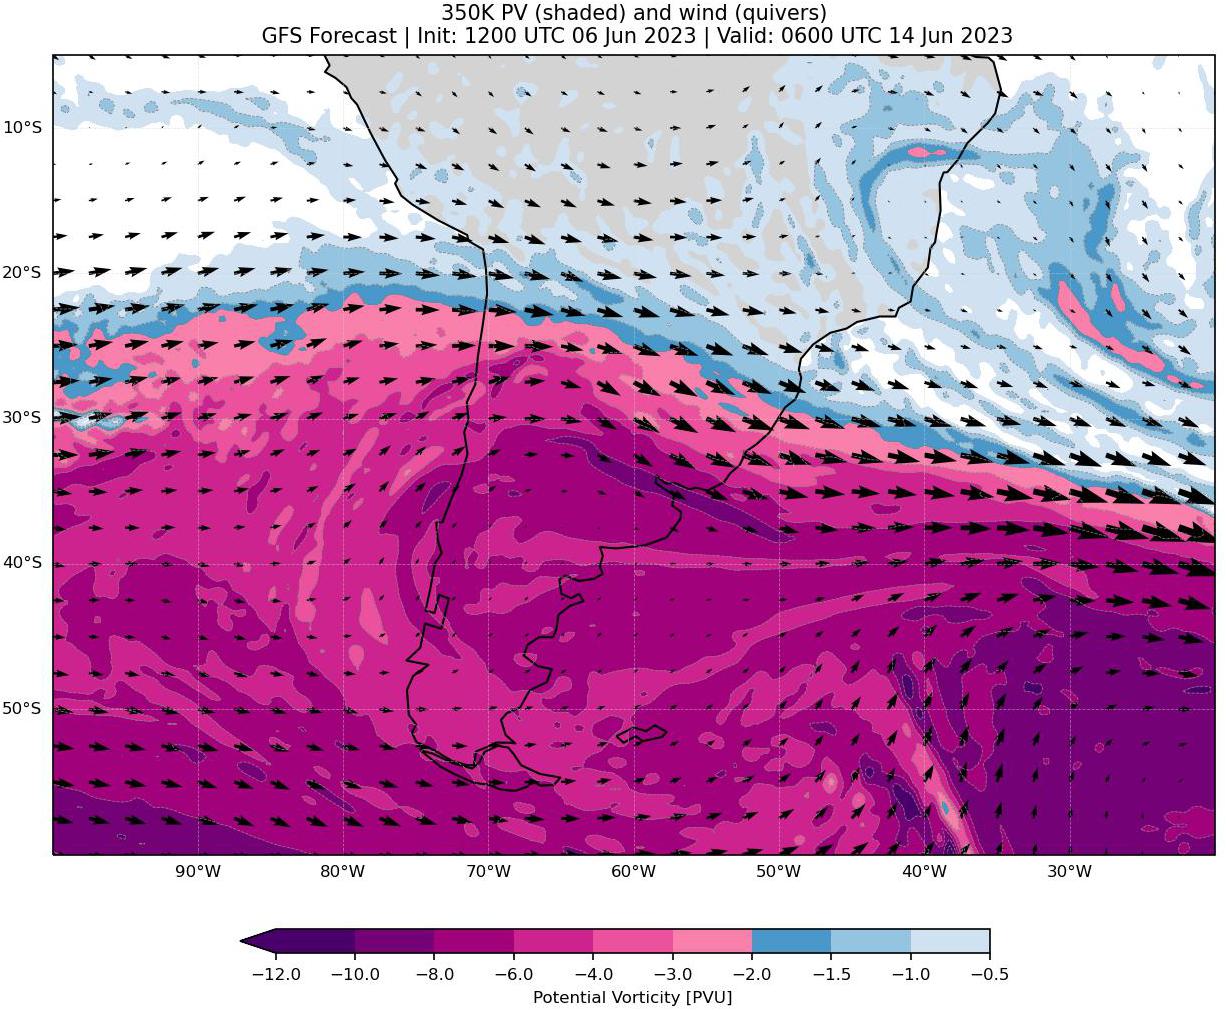 350K PV (shaded) and wind (quivers)
GFS Forecast | Init: 1200 UTC 06 Jun 2023 | Valid: 0600 UTC 14 Jun 2023
10°S
20°S
30°S
40°S
50°S
90°W 80°W 70°W 60°W 50°W 40°W 30°W
−12.0 −10.0 −8.0 −6.0 −4.0 −3.0 −2.0 −1.5 −1.0 −0.5
Potential Vorticity [PVU]